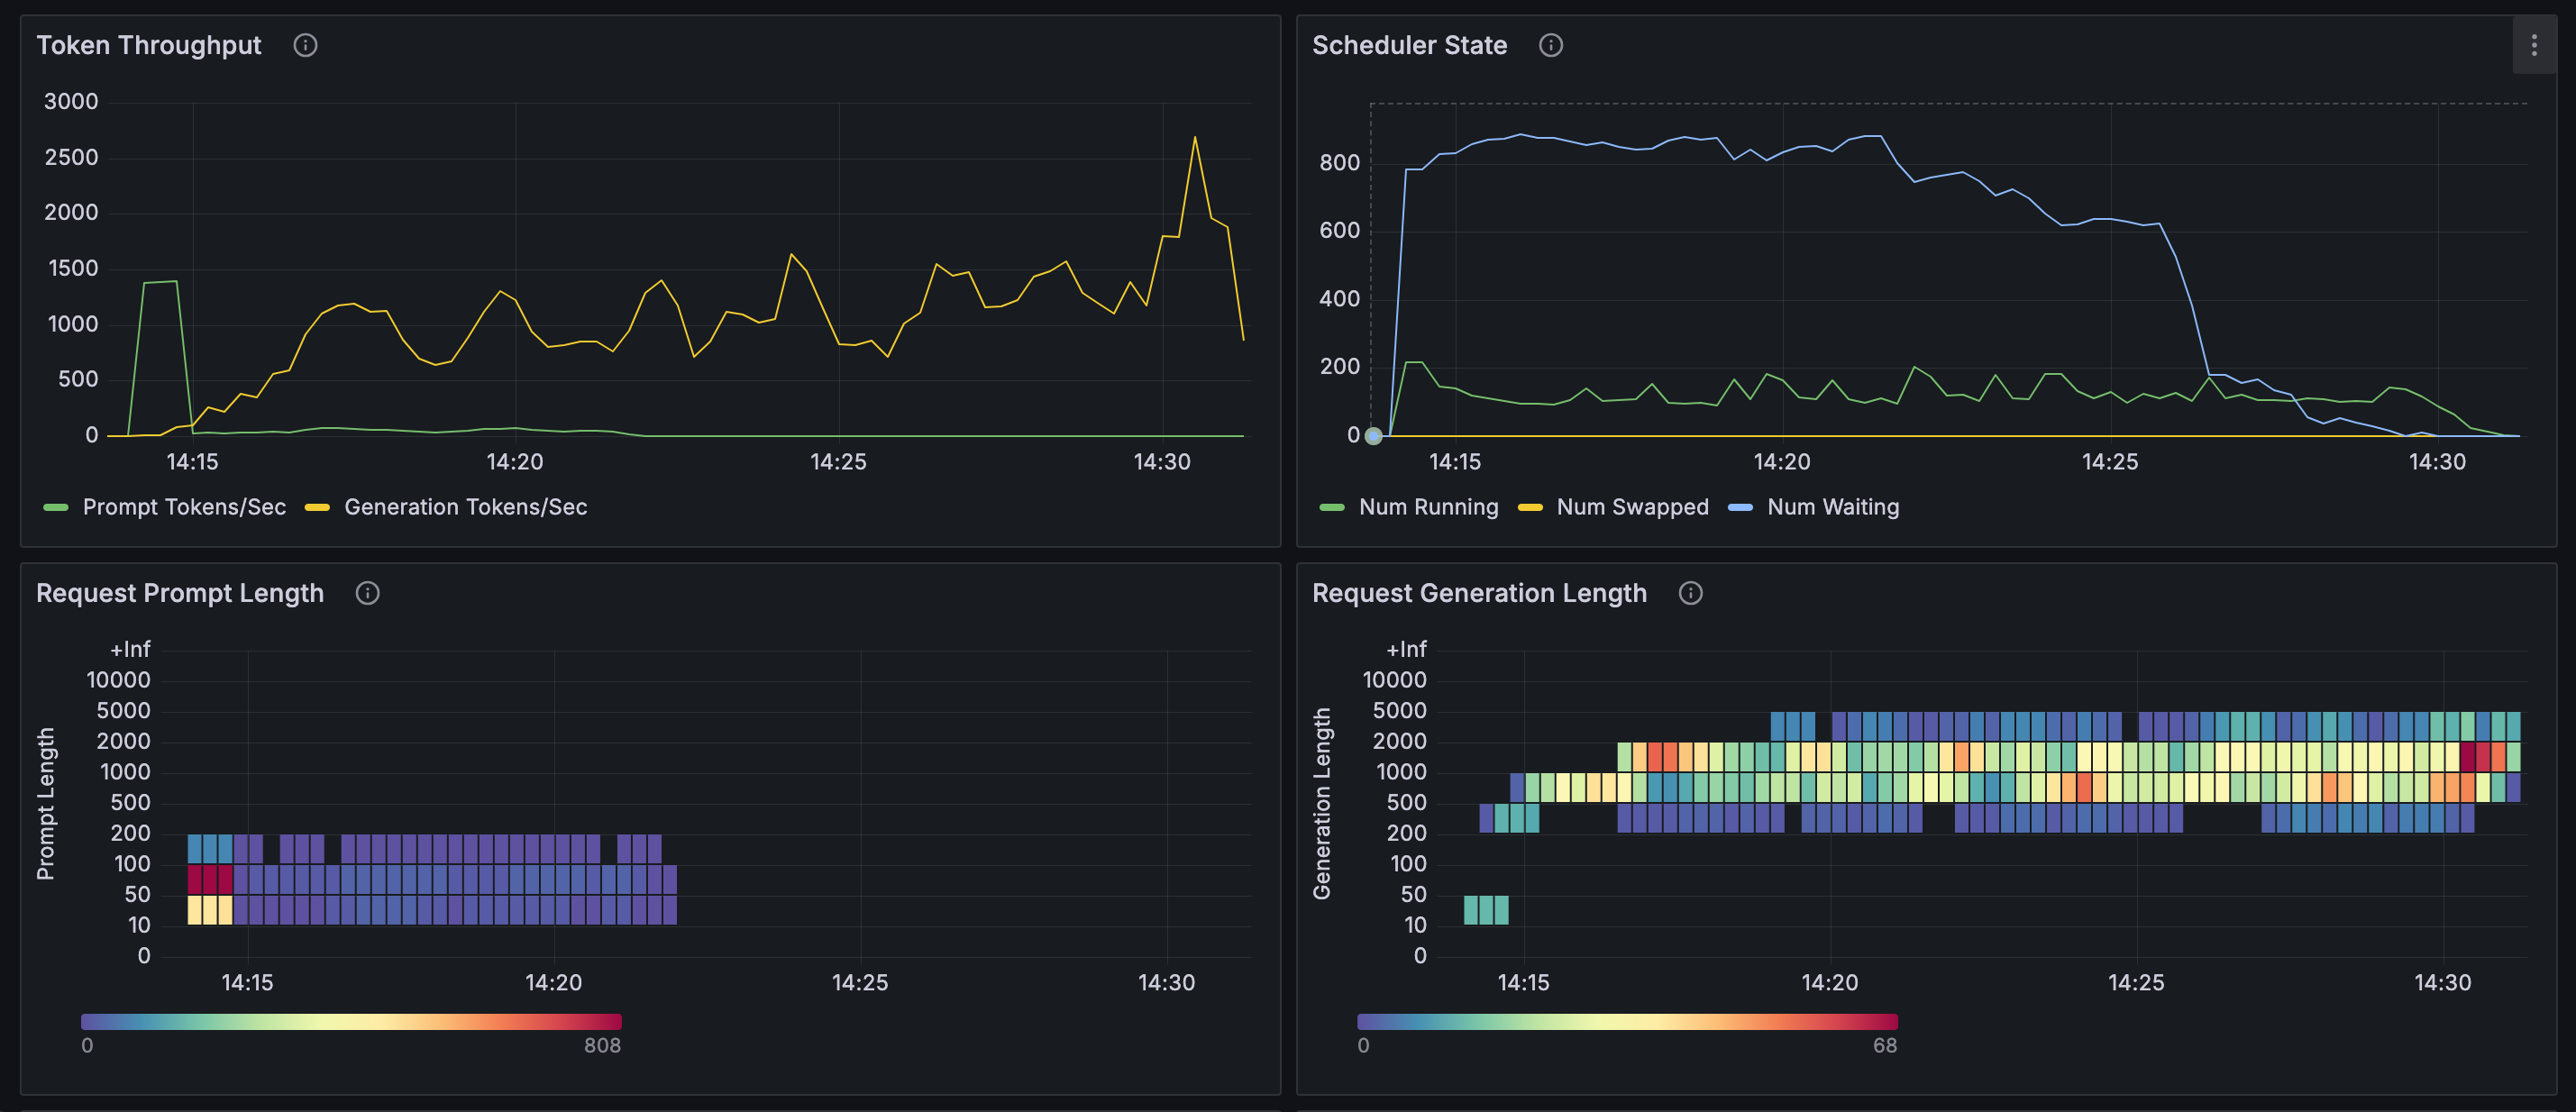 Token Throughput
3000
2500
2000
1500
1000
500
0
14:15 14:20 14:25 14:30
Prompt Tokens/Sec Generation Tokens/Sec
Scheduler State
800
600
400
200
0
14:15 14:20 14:25 14:30
Num Running Num Swapped Num Waiting
Request Prompt Length
Prompt Length
+Inf
10000
5000
2000
1000
500
200
100
50
10
0
14:15 14:20 14:25 14:30
0 808
Request Generation Length
Generation Length
+Inf
10000
5000
2000
1000
500
200
100
50
10
0
14:15 14:20 14:25 14:30
0 68